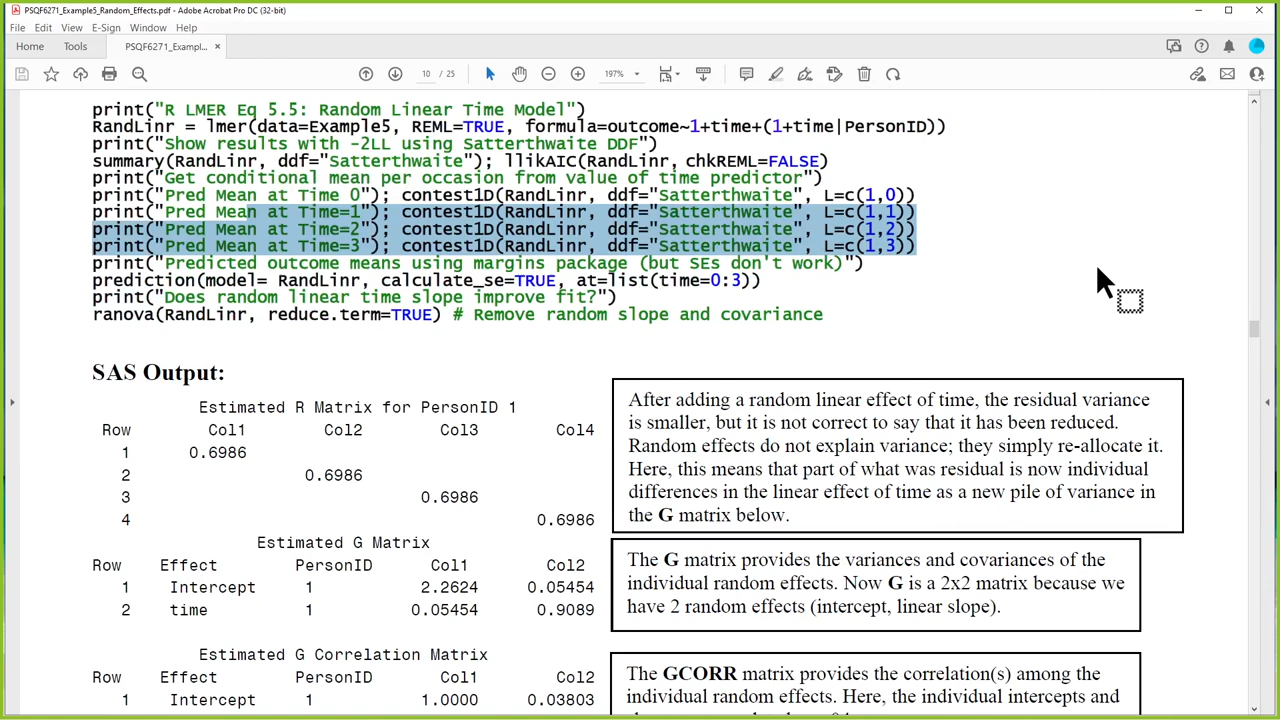 PSQF6271_Example5_Random_Effects.pdf - Adobe Acrobat Pro DC (32-bit)
File Edit View E-Sign Window Help
Home Tools PSQF6271_Exampl... ×
10 / 25 197%
print("R LMER Eq 5.5: Random Linear Time Model")
RandLinr = lmer(data=Example5, REML=TRUE, formula=outcome~1+time+(1+time|PersonID))
print("Show results with -2LL using Satterthwaite DDF")
summary(RandLinr, ddf="Satterthwaite"); llikAIC(RandLinr, chkREML=FALSE)
print("Get conditional mean per occasion from value of time predictor")
print("Pred Mean at Time 0"); contest1D(RandLinr, ddf="Satterthwaite", L=c(1,0))
print("Pred Mean at Time=1"); contest1D(RandLinr, ddf="Satterthwaite", L=c(1,1))
print("Pred Mean at Time=2"); contest1D(RandLinr, ddf="Satterthwaite", L=c(1,2))
print("Pred Mean at Time=3"); contest1D(RandLinr, ddf="Satterthwaite", L=c(1,3))
print("Predicted outcome means using margins package (but SEs don't work)")
prediction(model= RandLinr, calculate_se=TRUE, at=list(time=0:3))
print("Does random linear time slope improve fit?")
ranova(RandLinr, reduce.term=TRUE) # Remove random slope and covariance
SAS Output:
Estimated R Matrix for PersonID 1
Row Col1 Col2 Col3 Col4
1 0.6986
2 0.6986
3 0.6986
4 0.6986
After adding a random linear effect of time, the residual variance
is smaller, but it is not correct to say that it has been reduced.
Random effects do not explain variance; they simply re-allocate it.
Here, this means that part of what was residual is now individual
differences in the linear effect of time as a new pile of variance in
the G matrix below.
Estimated G Matrix
Row Effect PersonID Col1 Col2
1 Intercept 1 2.2624 0.05454
2 time 1 0.05454 0.9089
The G matrix provides the variances and covariances of the
individual random effects. Now G is a 2x2 matrix because we
have 2 random effects (intercept, linear slope).
Estimated G Correlation Matrix
Row Effect PersonID Col1 Col2
1 Intercept 1 1.0000 0.03803
The GCORR matrix provides the correlation(s) among the
individual random effects. Here, the individual intercepts and